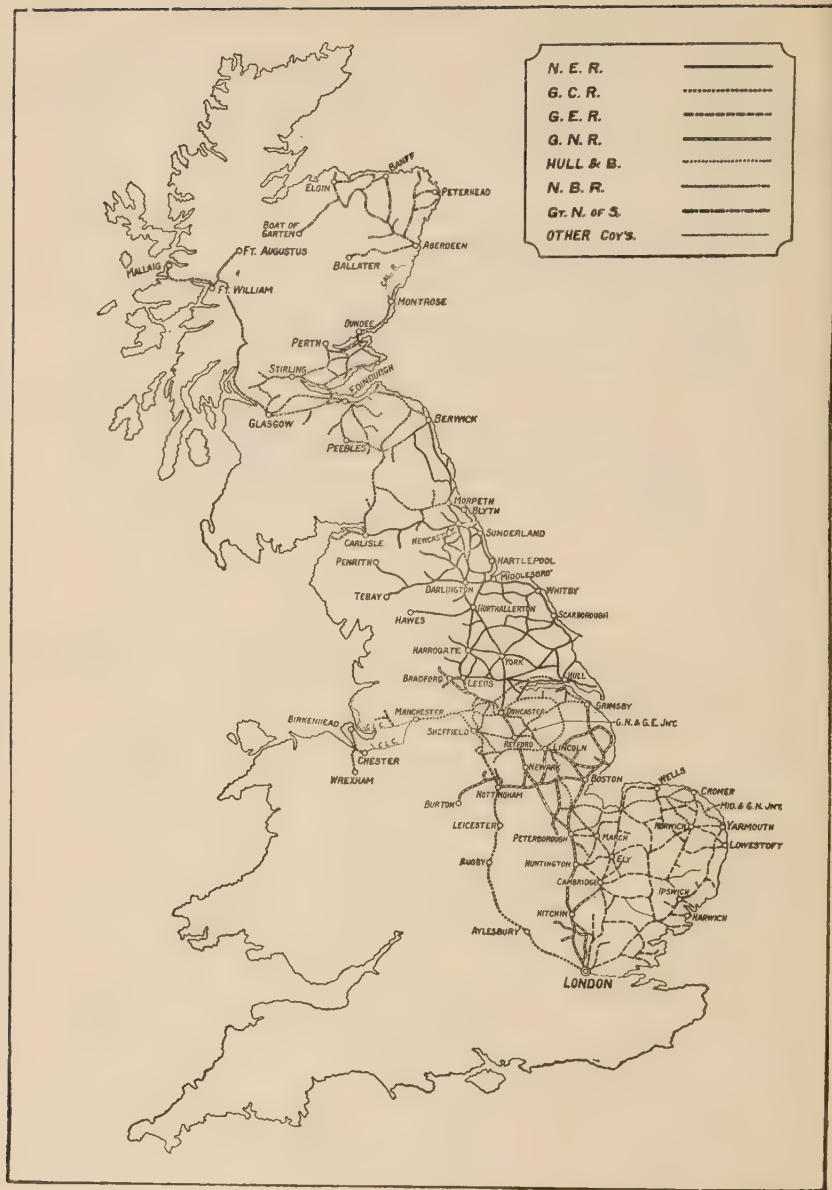 N. E. R.
G. C. R.
G. E. R.
G. N. R.
HULL & B.
N. B. R.
GT. N. OF S.
OTHER COY'S.
BANFF
ELGIN
PETERHEAD
BOAT OF
GARTEN
ABERDEEN
FT. AUGUSTUS
BALLATER
MALLAIG
CAL. R.
FT. WILLIAM
MONTROSE
DUNDEE
PERTH
STIRLING
EDINBURGH
GLASGOW
BERWICK
PEEBLES
MORPETH
BLYTH
NEWCASTLE
SUNDERLAND
CARLISLE
PENRITH
HARTLEPOOL
MIDDLESBRO'
DARLINGTON
WHITBY
TEBAY
NORTHALLERTON
HAWES
SCARBOROUGH
HARROGATE
YORK
BRADFORD
LEEDS
HULL
GRIMSBY
MANCHESTER
DONCASTER
BIRKENHEAD
C.L.C.
G.N. & G.E. JNT.
SHEFFIELD
C.L.C.
RETFORD
LINCOLN
CHESTER
WREXHAM
NEWARK
BOSTON
WELLS
NOTTINGHAM
CROMER
BURTON
MID. & G.N. JNT.
LEICESTER
NORWICH
YARMOUTH
PETERBOROUGH
MARCH
LOWESTOFT
RUGBY
HUNTINGTON
ELY
CAMBRIDGE
IPSWICH
HITCHIN
HARWICH
AYLESBURY
LONDON